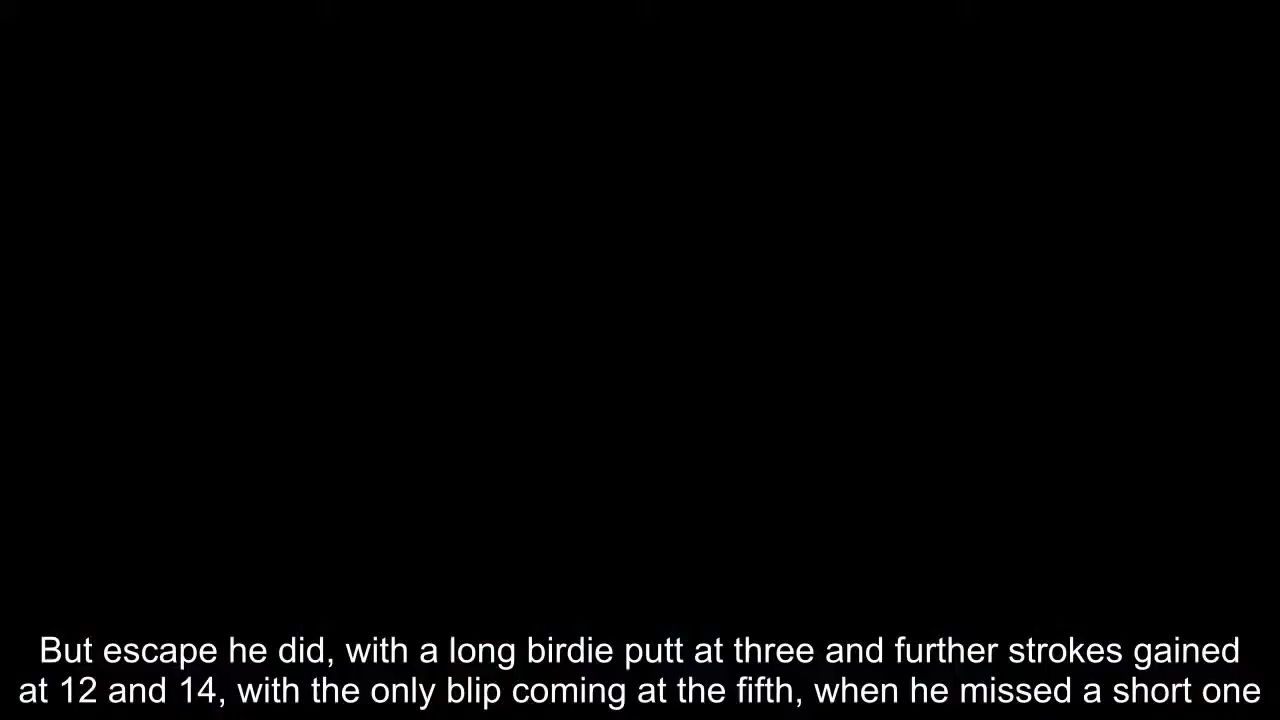 But escape he did, with a long birdie putt at three and further strokes gained
at 12 and 14, with the only blip coming at the fifth, when he missed a short one